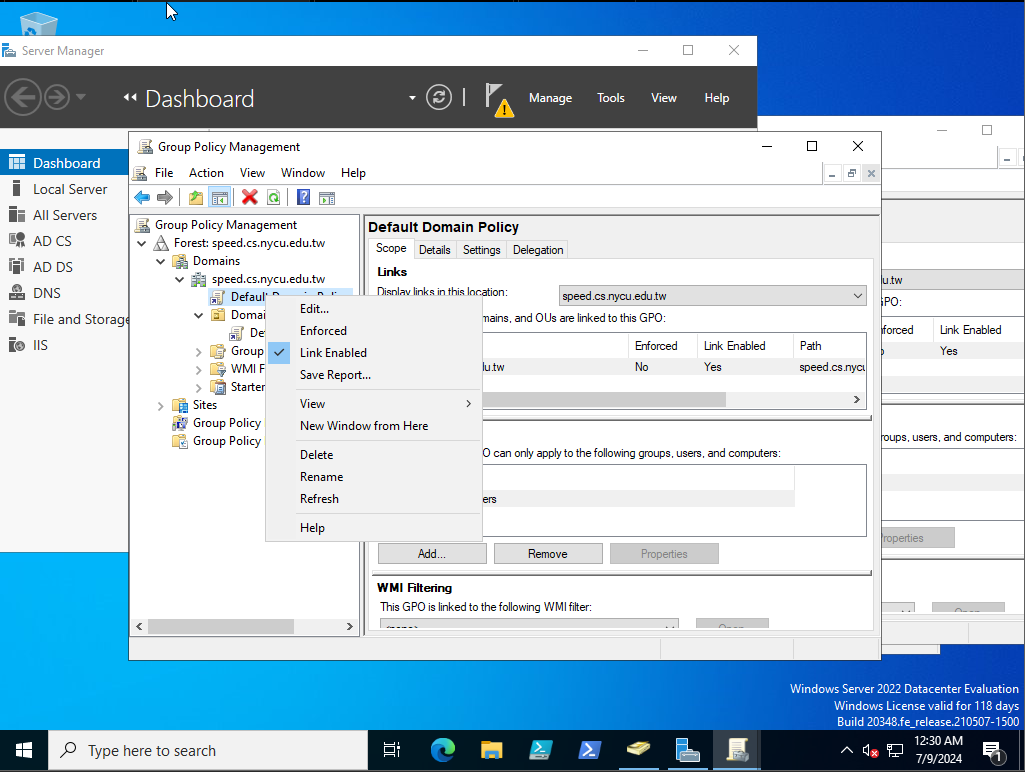 Server Manager
Dashboard
Manage
Tools
View
Help
Dashboard
Local Server
All Servers
AD CS
AD DS
DNS
File and Storage
IIS
Group Policy Management
File
Action
View
Window
Help
Group Policy Management
Forest: speed.cs.nycu.edu.tw
Domains
speed.cs.nycu.edu.tw
Default Domain Policy
Domai
De
Group
WMI F
Starter
Sites
Group Policy
Group Policy
Edit...
Enforced
Link Enabled
Save Report...
View
New Window from Here
Delete
Rename
Refresh
Help
Default Domain Policy
Scope
Details
Settings
Delegation
Links
Display links in this location:
speed.cs.nycu.edu.tw
mains, and OUs are linked to this GPO:
Enforced
Link Enabled
Path
du.tw
No
Yes
speed.cs.nycu
O can only apply to the following groups, users, and computers:
ers
Add...
Remove
Properties
WMI Filtering
This GPO is linked to the following WMI filter:
<none>
Open
u.tw
GPO:
nforced
Link Enabled
Yes
roups, users, and computers:
roperties
Open
Windows Server 2022 Datacenter Evaluation
Windows License valid for 118 days
Build 20348.fe_release.210507-1500
Type here to search
12:30 AM
7/9/2024
1